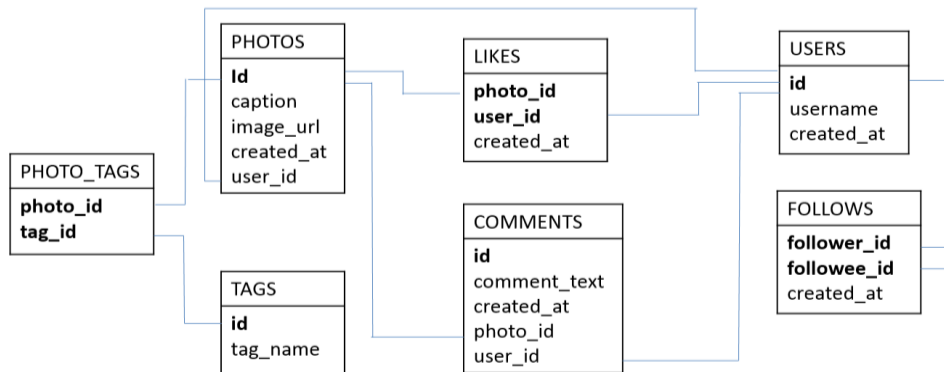 PHOTOS
Id
caption
image_url
created_at
user_id
LIKES
photo_id
user_id
created_at
USERS
id
username
created_at
PHOTO_TAGS
photo_id
tag_id
TAGS
id
tag_name
COMMENTS
id
comment_text
created_at
photo_id
user_id
FOLLOWS
follower_id
followee_id
created_at